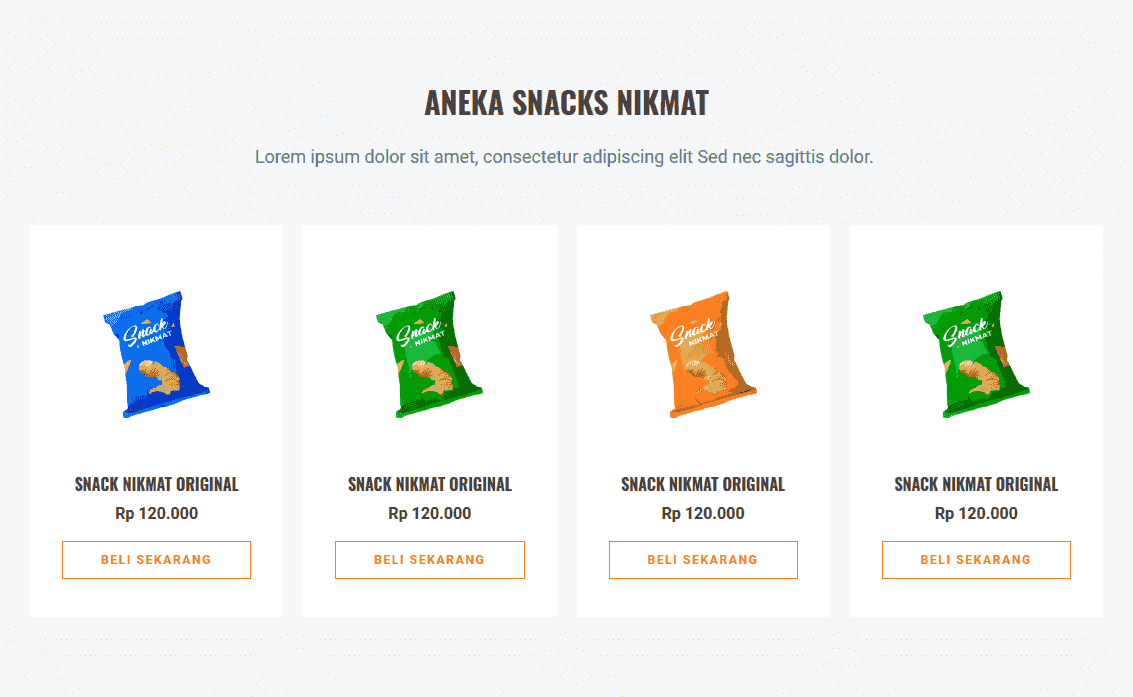 ANEKA SNACKS NIKMAT
Lorem ipsum dolor sit amet, consectetur adipiscing elit Sed nec sagittis dolor.
Snack
NIKMAT
SNACK NIKMAT ORIGINAL
Rp 120.000
BELI SEKARANG
Snack
NIKMAT
SNACK NIKMAT ORIGINAL
Rp 120.000
BELI SEKARANG
Snack
NIKMAT
SNACK NIKMAT ORIGINAL
Rp 120.000
BELI SEKARANG
Snack
NIKMAT
SNACK NIKMAT ORIGINAL
Rp 120.000
BELI SEKARANG